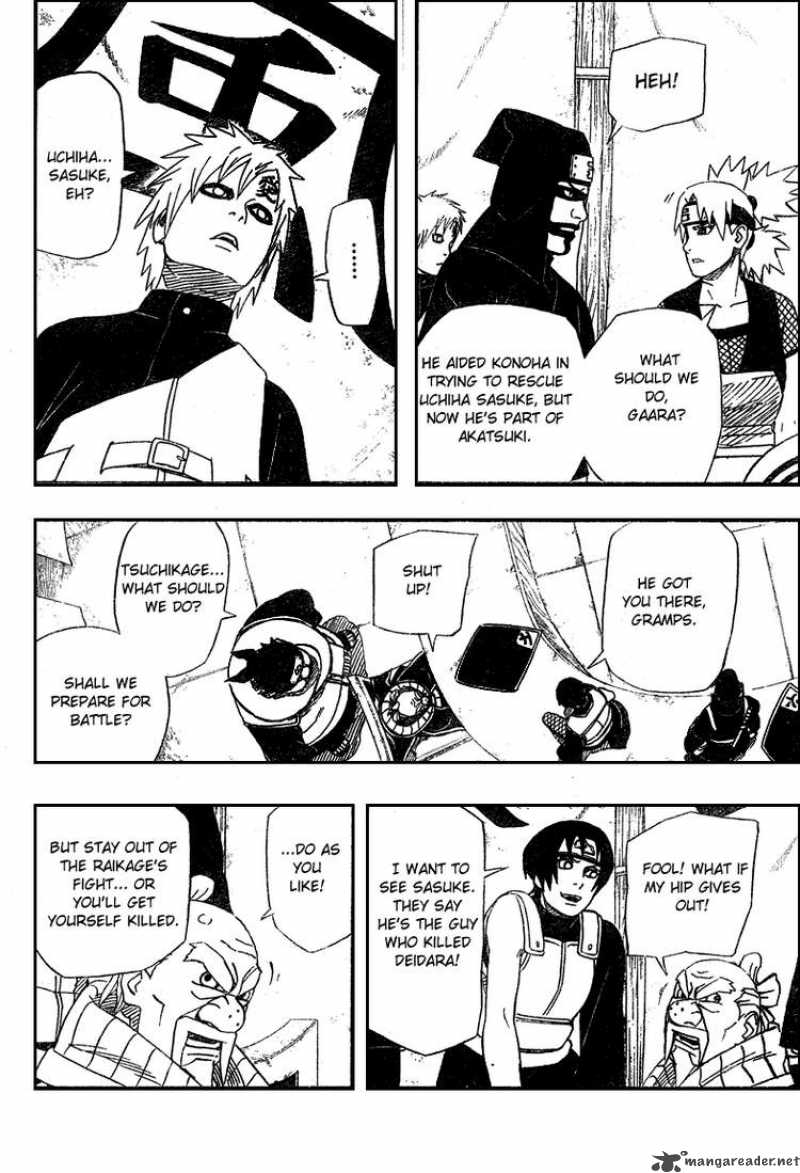 HEH!
WHAT
SHOULD WE
DO,
GAARA?
HE AIDED KONOHA IN
TRYING TO RESCUE
UCHIHA SASUKE, BUT
NOW HE'S PART OF
AKATSUKI.
........
UCHIHA...
SASUKE,
EH?
HE GOT
YOU THERE,
GRAMPS.
SHUT
UP!
TSUCHIKAGE...
WHAT SHOULD
WE DO?
SHALL WE
PREPARE FOR
BATTLE?
FOOL! WHAT IF
MY HIP GIVES
OUT!
I WANT TO
SEE SASUKE.
THEY SAY
HE'S THE GUY
WHO KILLED
DEIDARA!
...DO AS
YOU
LIKE!
BUT STAY OUT OF
THE RAIKAGE'S
FIGHT... OR
YOU'LL GET
YOURSELF KILLED.
mangareader.net